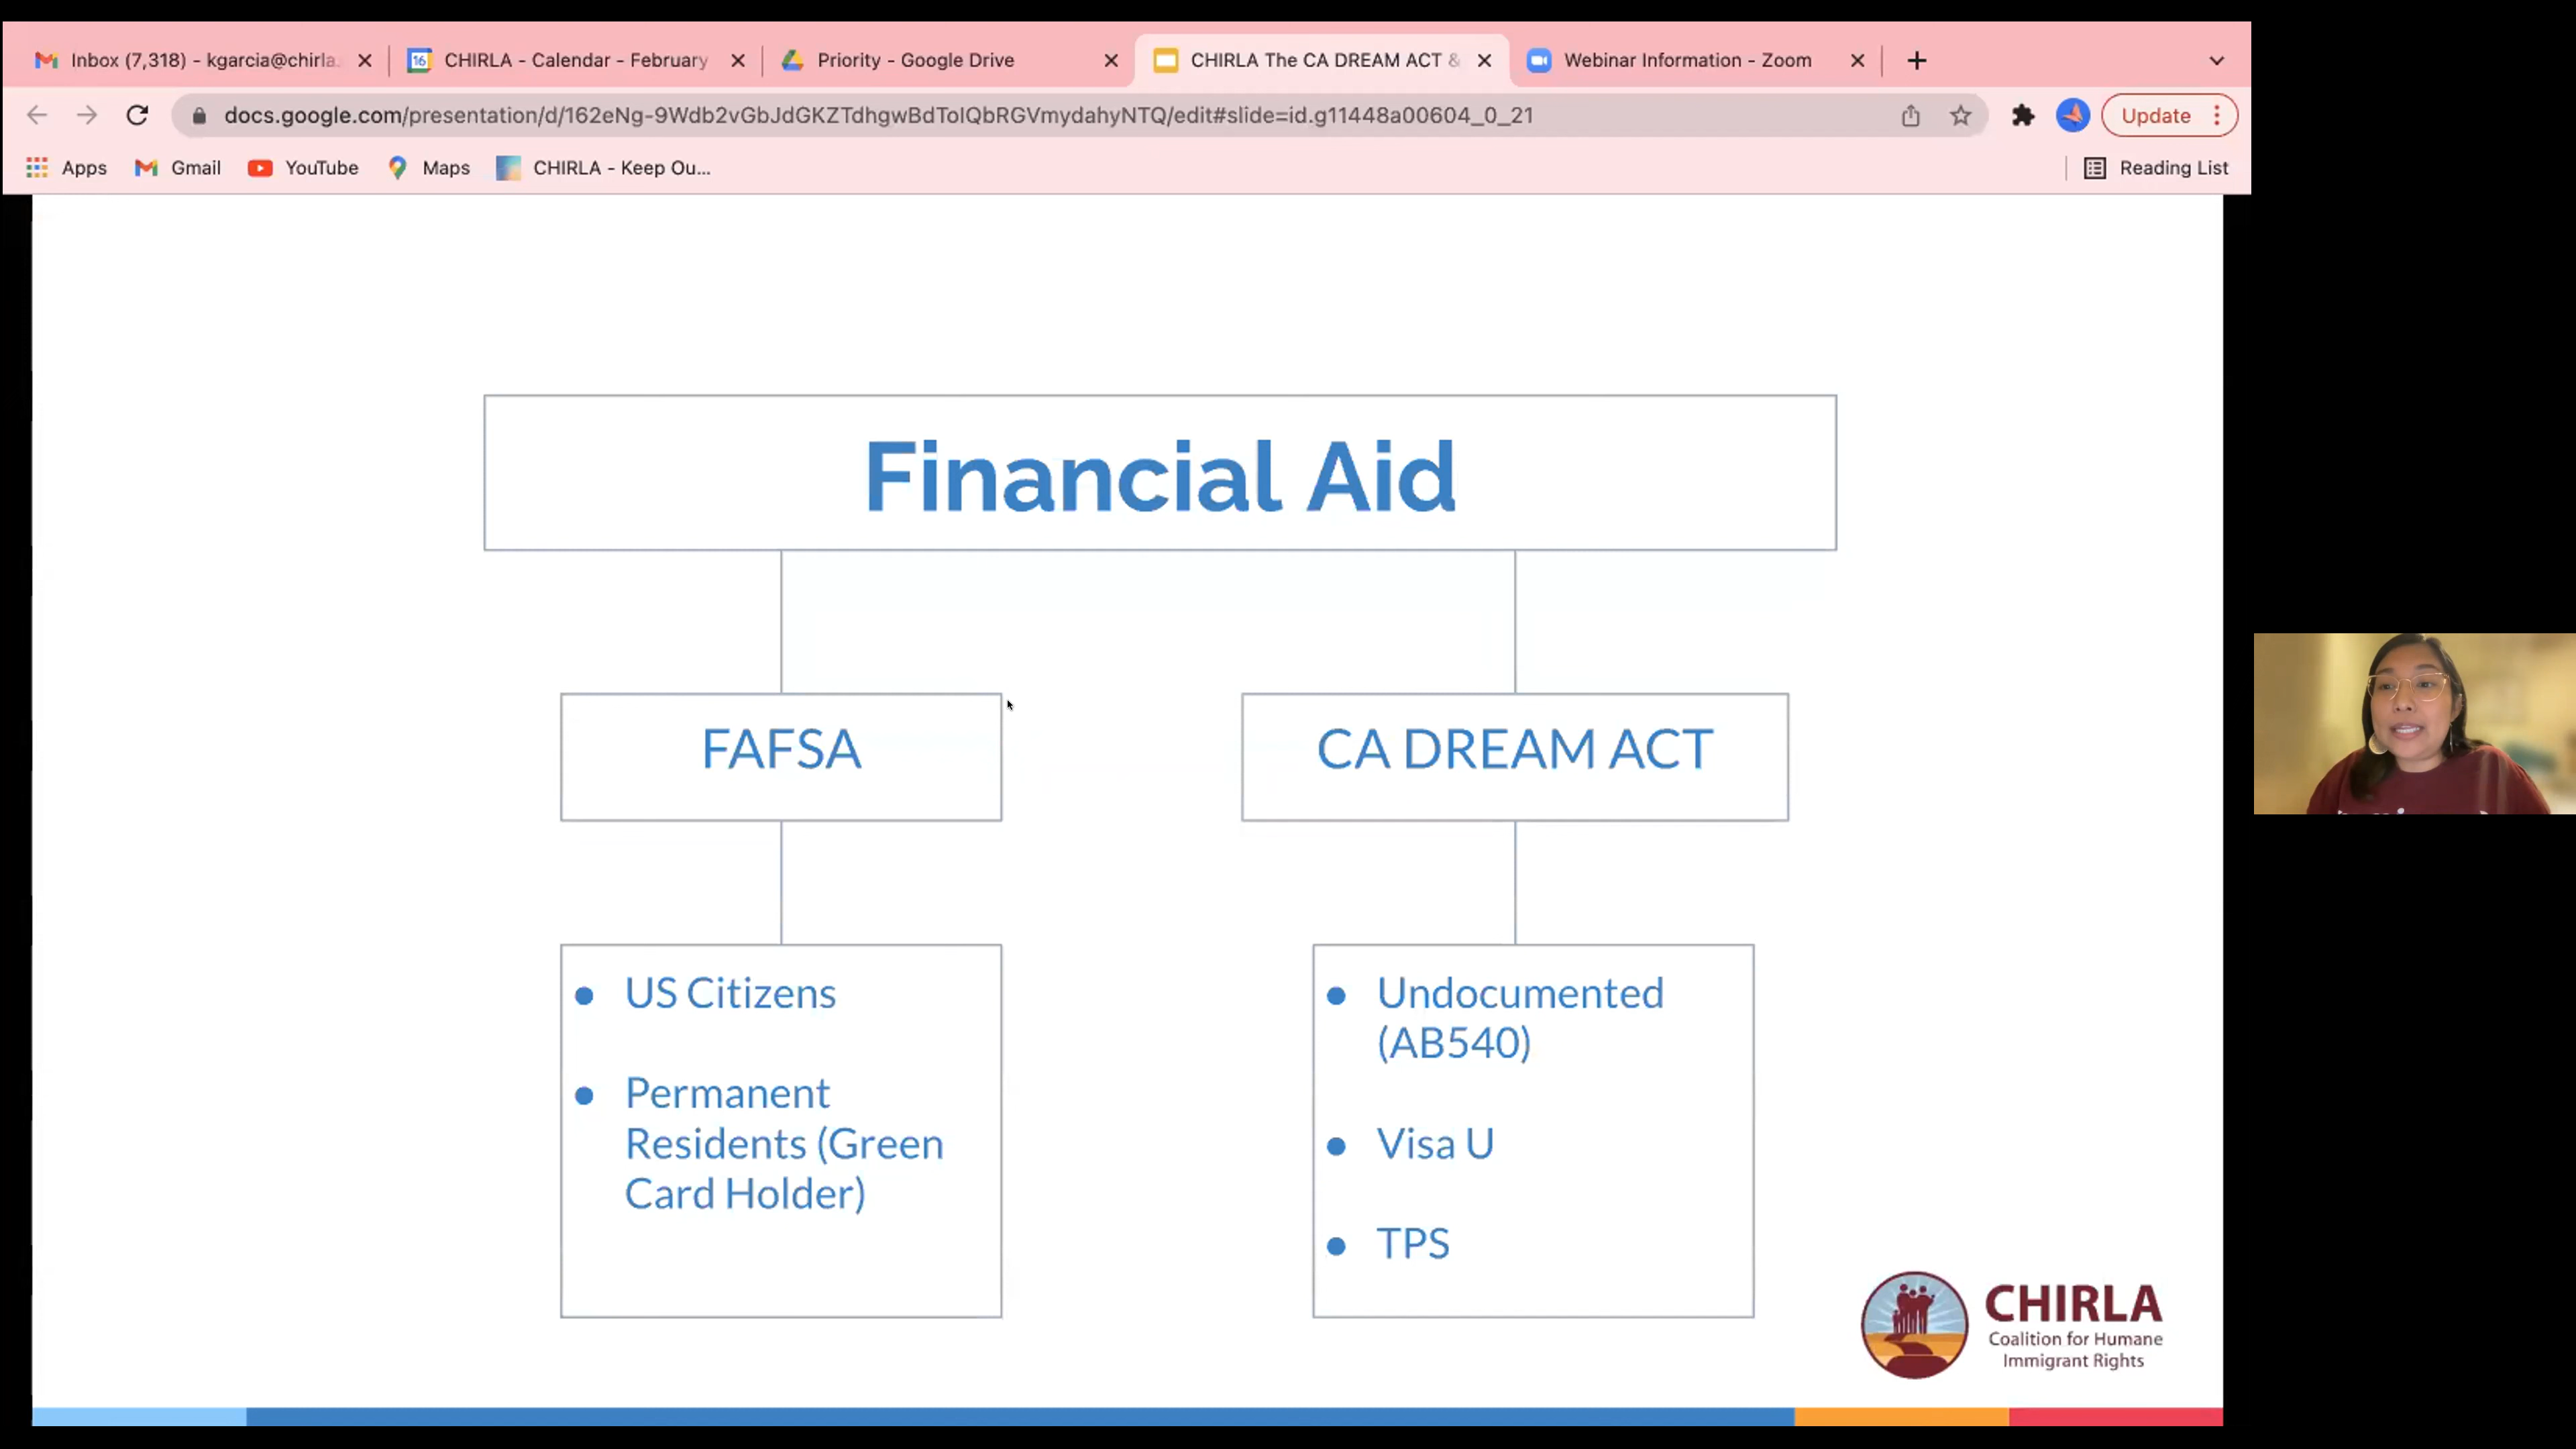 Inbox (7,318) - kgarcia@chirla.
CHIRLA - Calendar - February
Priority - Google Drive
CHIRLA The CA DREAM ACT &
Webinar Information - Zoom
docs.google.com/presentation/d/162eNg-9Wdb2vGbJdGKZTdhgwBdToIQbRGVmydahyNTQ/edit#slide=id.g11448a00604_0_21
Update
Apps
Gmail
YouTube
Maps
CHIRLA - Keep Ou...
Reading List
Financial Aid
FAFSA
CA DREAM ACT
• US Citizens
• Permanent
Residents (Green
Card Holder)
• Undocumented
(AB540)
• Visa U
• TPS
CHIRLA
Coalition for Humane
Immigrant Rights